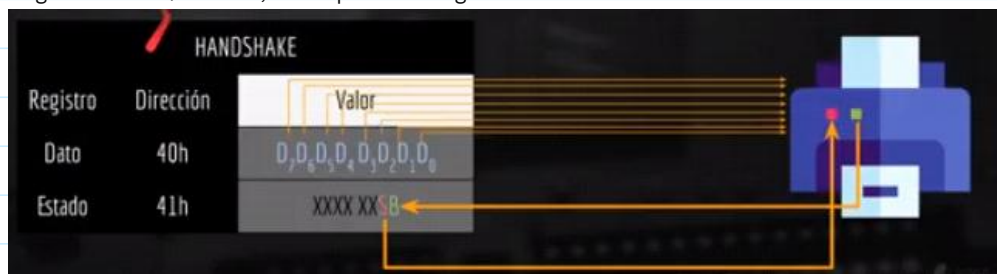 HANDSHAKE
Registro Dirección Valor
Dato 40h D₇D₆D₅D₄D₃D₂D₁D₀
Estado 41h XXXX XXSB